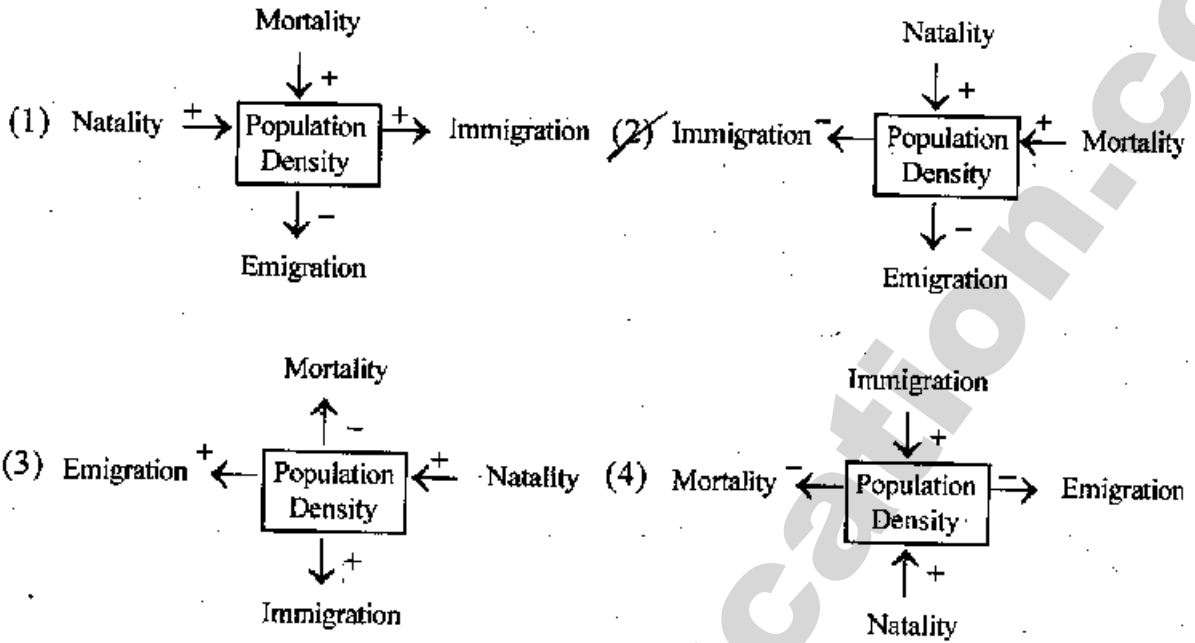 Mortality
+
(1) Natality + Population Density + Immigration
−
Emigration
Natality
+
(2) Immigration − Population Density + Mortality
−
Emigration
Mortality
−
(3) Emigration + Population Density + Natality
+
Immigration
Immigration
+
(4) Mortality − Population Density − Emigration
+
Natality